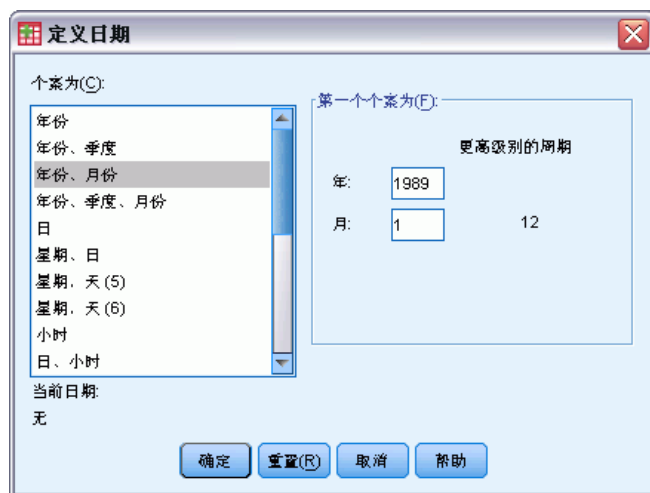 定义日期
个案为(C):
年份
年份、季度
年份、月份
年份、季度、月份
日
星期、日
星期，天(5)
星期，天(6)
小时
日、小时
当前日期:
无
第一个个案为(F):
更高级别的周期
年: 1989
月: 1 12
确定 重置(R) 取消 帮助